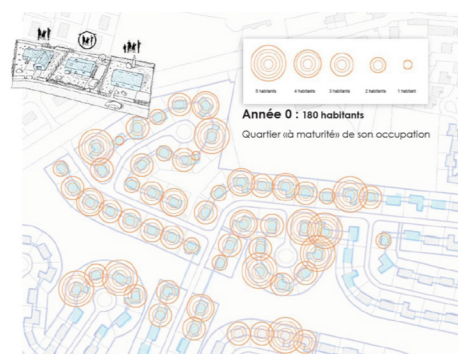 5 habitants 4 habitants 3 habitants 2 habitants 1 habitant
Année 0 : 180 habitants
Quartier «à maturité» de son occupation